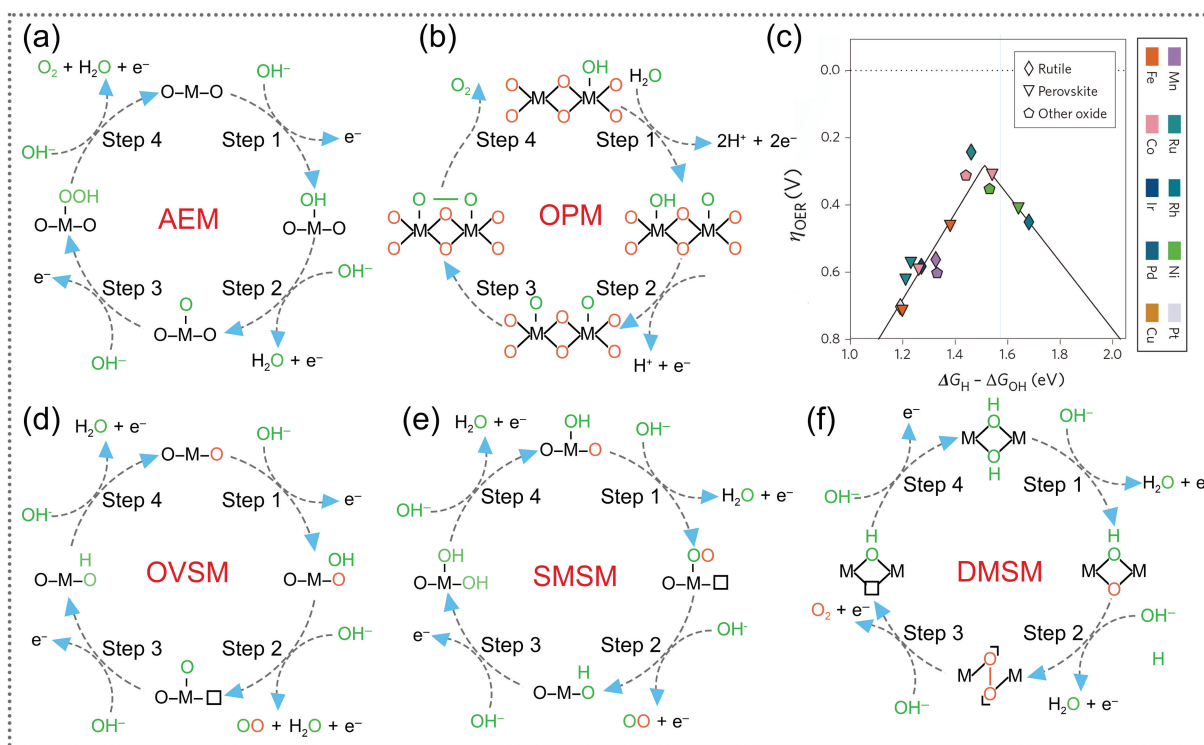 (a)
O₂ + H₂O + e⁻
O–M–O
OH⁻
Step 4
Step 1
OH⁻
e⁻
OOH
O–M–O
AEM
OH
O–M–O
e⁻
Step 3
Step 2
OH⁻
O
O–M–O
OH⁻
H₂O + e⁻
(b)
O₂
OH
H₂O
O O O
M M
O O O
Step 4
Step 1
2H⁺ + 2e⁻
O — O
O O O
M M
O O O
OPM
OH O
O O O
M M
O O O
Step 3
Step 2
O O
O O O
M M
O O O
H⁺ + e⁻
(c)
Rutile
Perovskite
Other oxide
0.0
0.2
0.4
0.6
0.8
ηOER (V)
1.0 1.2 1.4 1.6 1.8 2.0
ΔGH – ΔGOH (eV)
Fe Mn
Co Ru
Ir Rh
Pd Ni
Cu Pt
(d)
H₂O + e⁻
OH⁻
O–M–O
Step 4
Step 1
OH⁻
e⁻
H
O–M–O
OVSM
OH
O–M–O
e⁻
Step 3
Step 2
OH⁻
O
O–M–
OH⁻
OO + H₂O + e⁻
(e)
H₂O + e⁻
OH
O–M–O
OH⁻
Step 4
Step 1
OH⁻
H₂O + e⁻
OH
O–M–OH
SMSM
OO
O–M–
e⁻
Step 3
Step 2
OH⁻
H
O–M–O
OH⁻
OO + e⁻
(f)
e⁻
H
O
M M
O
H
OH⁻
Step 4
Step 1
OH⁻
H₂O + e
H
O
M M
DMSM
H
O
M M
O
O₂ + e⁻
Step 3
Step 2
OH⁻
H
M O M
O
OH⁻
H₂O + e⁻